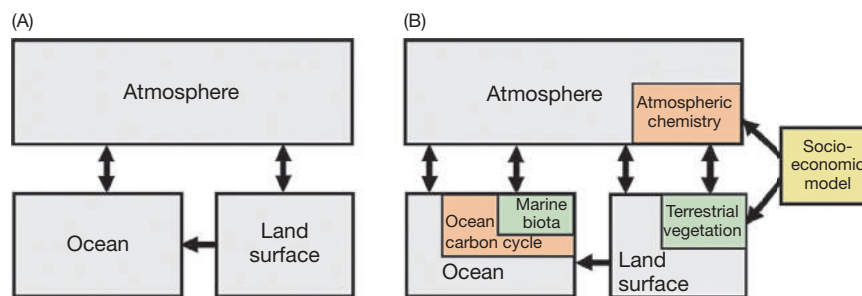 (A)
Atmosphere
Ocean
Land
surface
(B)
Atmosphere
Atmospheric
chemistry
Socio-
economic
model
Marine
biota
Ocean
carbon cycle
Ocean
Terrestrial
vegetation
Land
surface